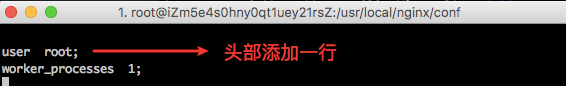 1. root@iZm5e4s0hny0qt1uey21rsZ:/usr/local/nginx/conf
user root; 头部添加一行
worker_processes 1;